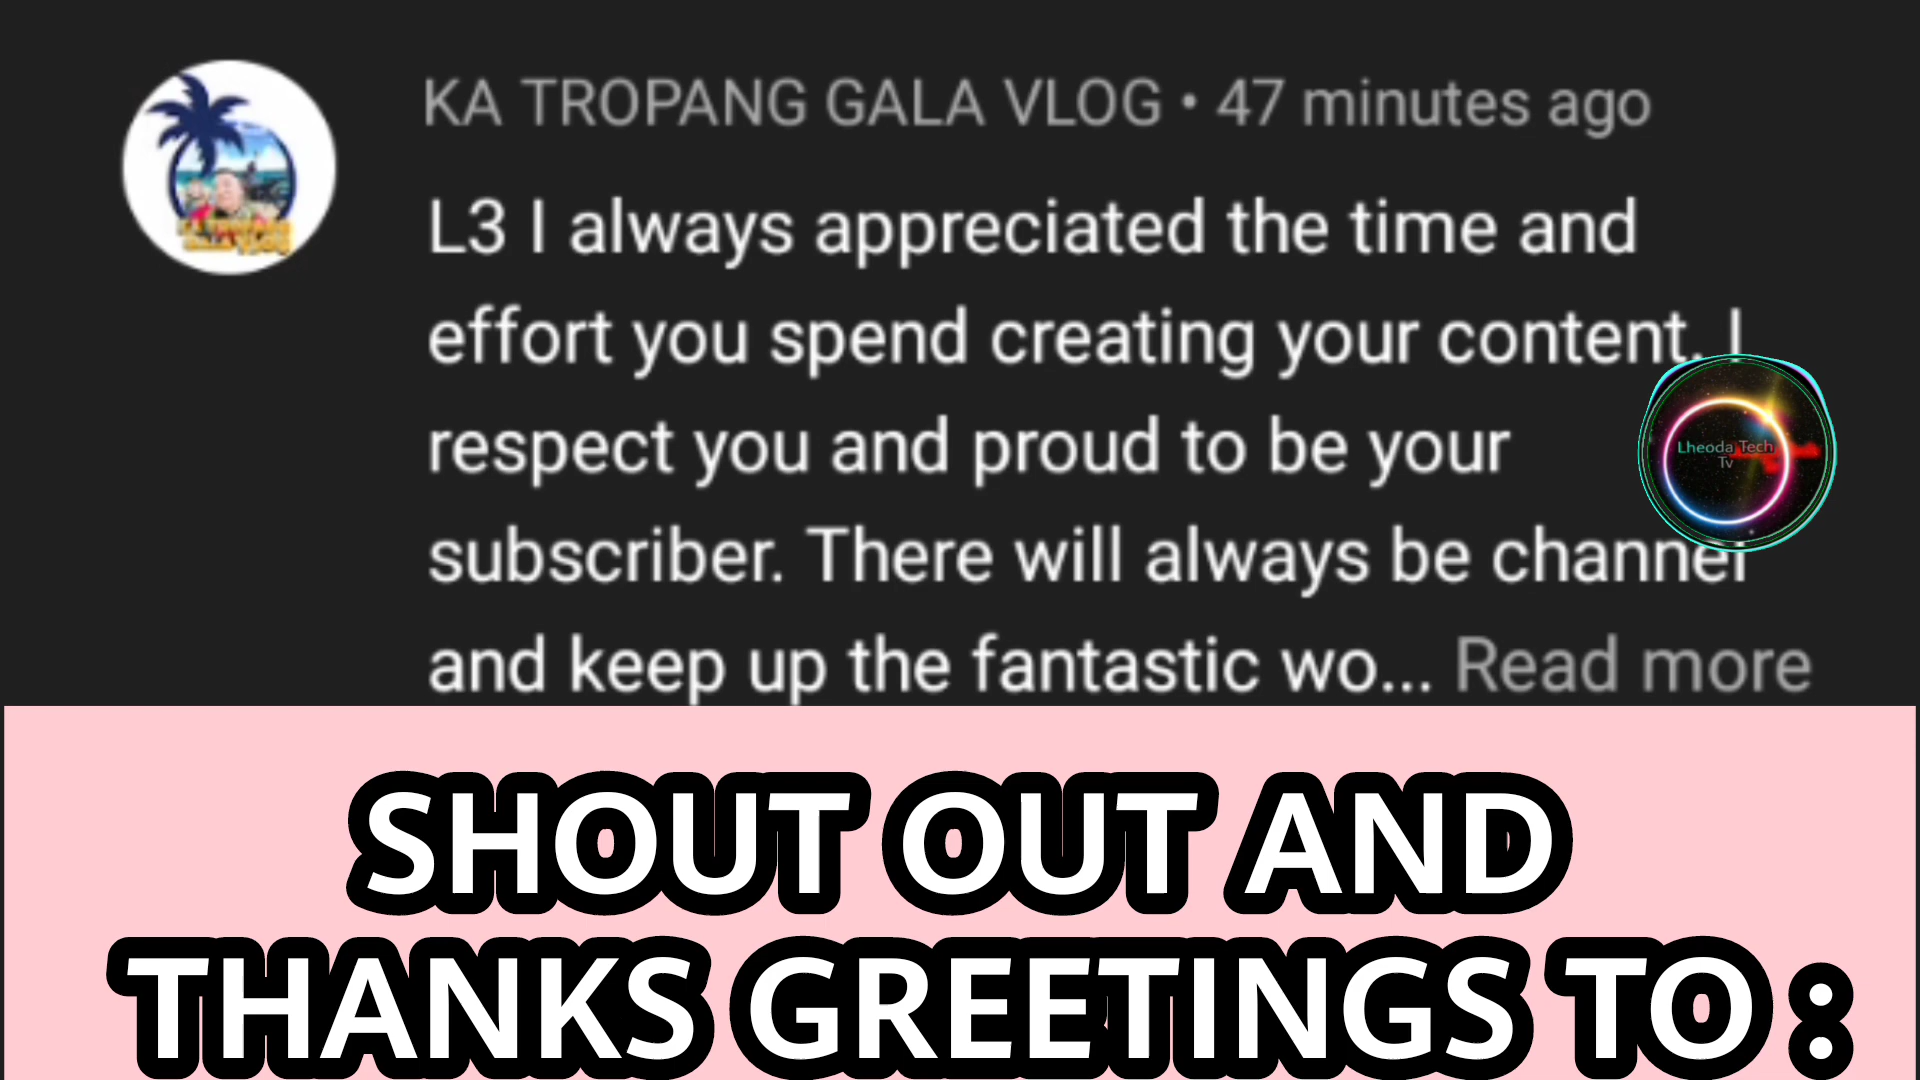 KA TROPANG GALA VLOG • 47 minutes ago
L3 I always appreciated the time and
effort you spend creating your content. I
respect you and proud to be your
subscriber. There will always be channel
and keep up the fantastic wo... Read more
Lheoda Tech
Tv
SHOUT OUT AND
THANKS GREETINGS TO :